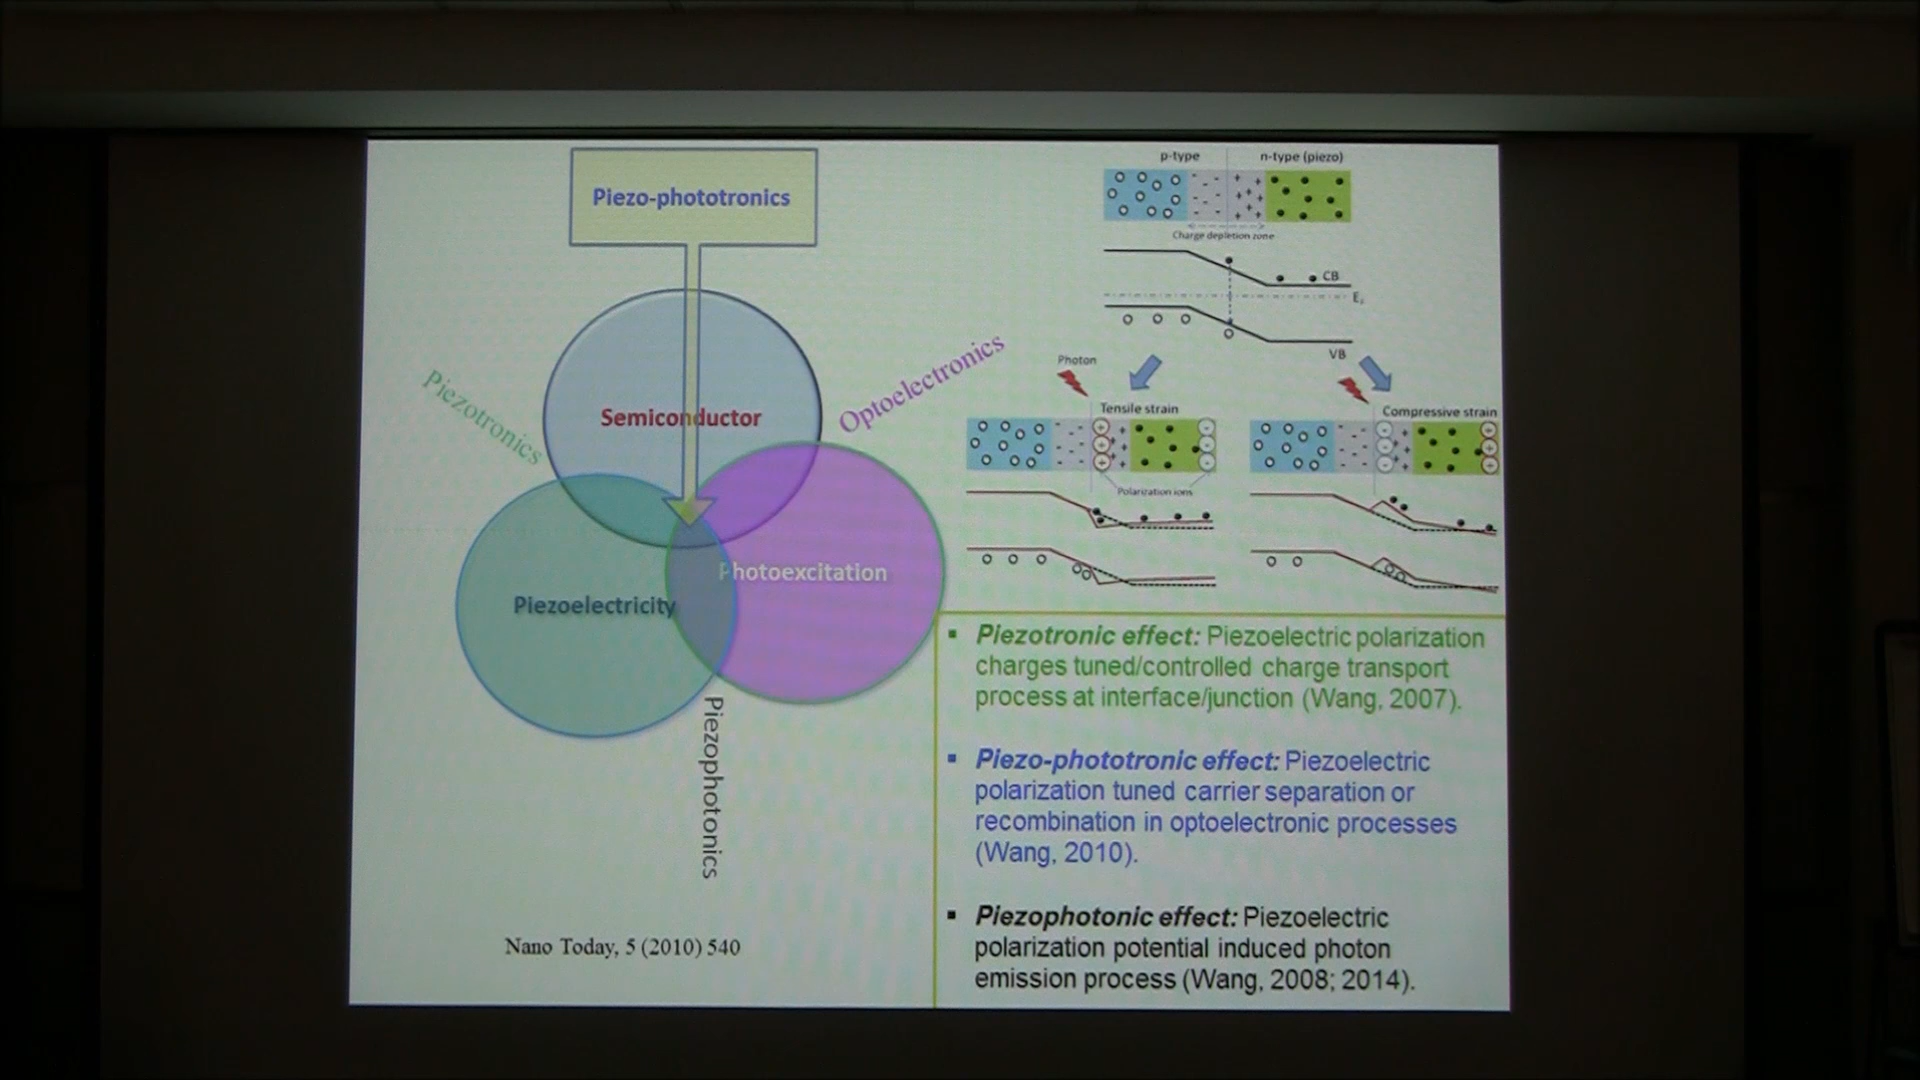 Piezo-phototronics
Semiconductor
Piezotronics
Optoelectronics
Photoexcitation
Piezoelectricity
Piezophotonics
Nano Today, 5 (2010) 540
p-type
n-type (piezo)
Charge depletion zone
CB
VB
Photon
Tensile strain
Compressive strain
Polarization ions
▪ Piezotronic effect: Piezoelectric polarization
charges tuned/controlled charge transport
process at interface/junction (Wang, 2007).
▪ Piezo-phototronic effect: Piezoelectric
polarization tuned carrier separation or
recombination in optoelectronic processes
(Wang, 2010).
▪ Piezophotonic effect: Piezoelectric
polarization potential induced photon
emission process (Wang, 2008; 2014).